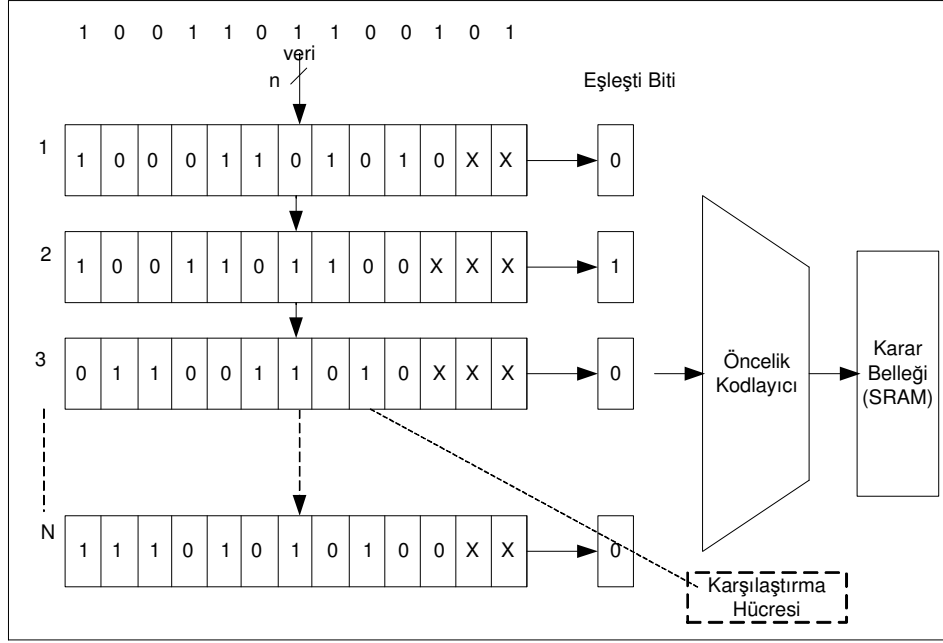 1 0 0 1 1 0 1 1 0 0 1 0 1
veri
n
Eşleşti Biti
1
1 0 0 0 1 1 0 1 0 1 0 X X
0
2
1 0 0 1 1 0 1 1 0 0 X X X
1
3
0 1 1 0 0 1 1 0 1 0 X X X
0
Öncelik
Kodlayıcı
Karar
Belleği
(SRAM)
N
1 1 1 0 1 0 1 0 1 0 0 X X
0
Karşılaştırma
Hücresi